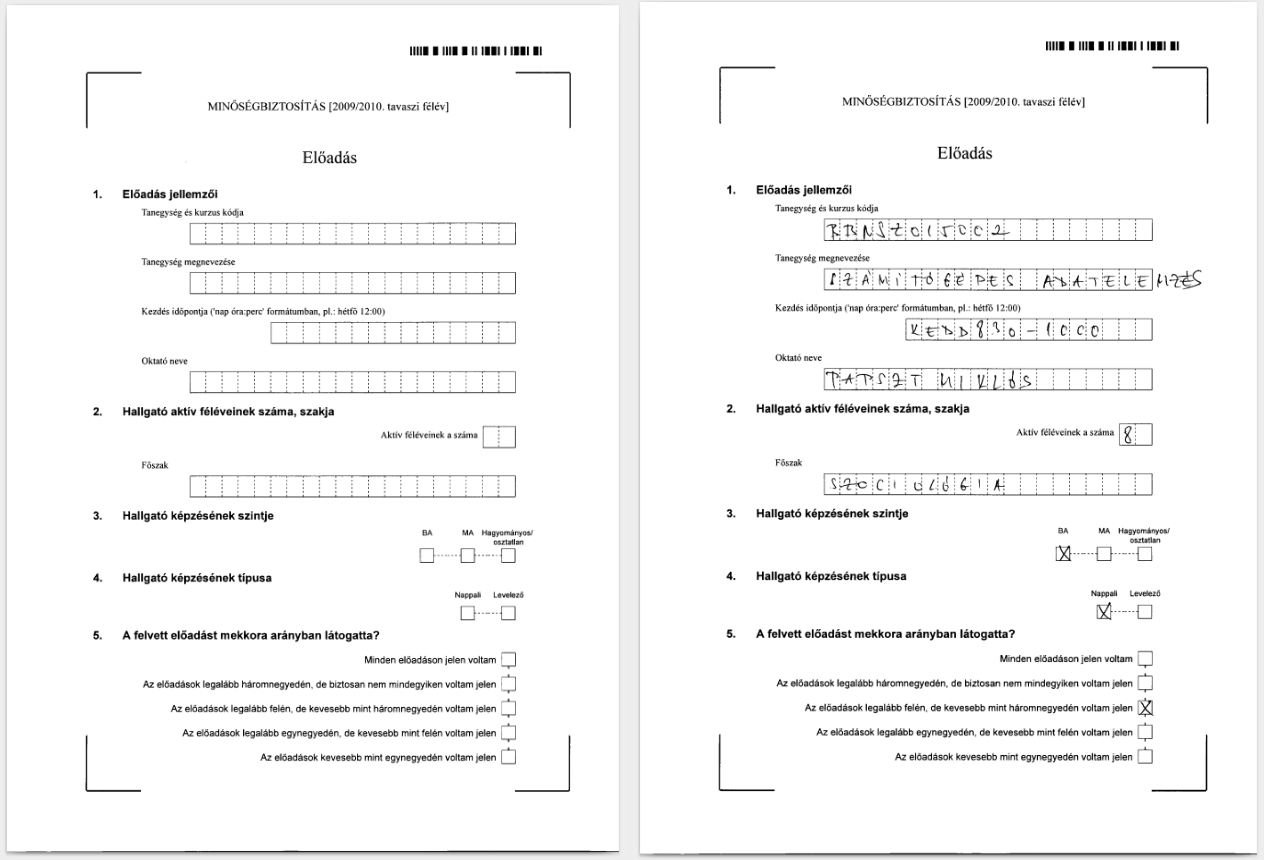 MINŐSÉGBIZTOSÍTÁS [2009/2010. tavaszi félév]
Előadás
1. Előadás jellemzői
Tanegység és kurzus kódja
Tanegység megnevezése
Kezdés időpontja ('nap óra:perc' formátumban, pl.: hétfő 12:00)
Oktató neve
2. Hallgató aktív féléveinek száma, szakja
Aktív féléveinek a száma
Főszak
3. Hallgató képzésének szintje
BA MA Hagyományos/
osztatlan
4. Hallgató képzésének típusa
Nappali Levelező
5. A felvett előadást mekkora arányban látogatta?
Minden előadáson jelen voltam
Az előadások legalább háromnegyedén, de biztosan nem mindegyiken voltam jelen
Az előadások legalább felén, de kevesebb mint háromnegyedén voltam jelen
Az előadások legalább egynegyedén, de kevesebb mint felén voltam jelen
Az előadások kevesebb mint egynegyedén voltam jelen
MINŐSÉGBIZTOSÍTÁS [2009/2010. tavaszi félév]
Előadás
1. Előadás jellemzői
Tanegység és kurzus kódja
Tanegység megnevezése
SZÁMÍTÓGÉPES ADATELEMZÉS
Kezdés időpontja ('nap óra:perc' formátumban, pl.: hétfő 12:00)
KEDD 830-1000
Oktató neve
MIKLÓS
2. Hallgató aktív féléveinek száma, szakja
Aktív féléveinek a száma 8
Főszak
SZOCIOLÓGIA
3. Hallgató képzésének szintje
BA MA Hagyományos/
osztatlan
X
4. Hallgató képzésének típusa
Nappali Levelező
X
5. A felvett előadást mekkora arányban látogatta?
Minden előadáson jelen voltam
Az előadások legalább háromnegyedén, de biztosan nem mindegyiken voltam jelen
Az előadások legalább felén, de kevesebb mint háromnegyedén voltam jelen X
Az előadások legalább egynegyedén, de kevesebb mint felén voltam jelen
Az előadások kevesebb mint egynegyedén voltam jelen